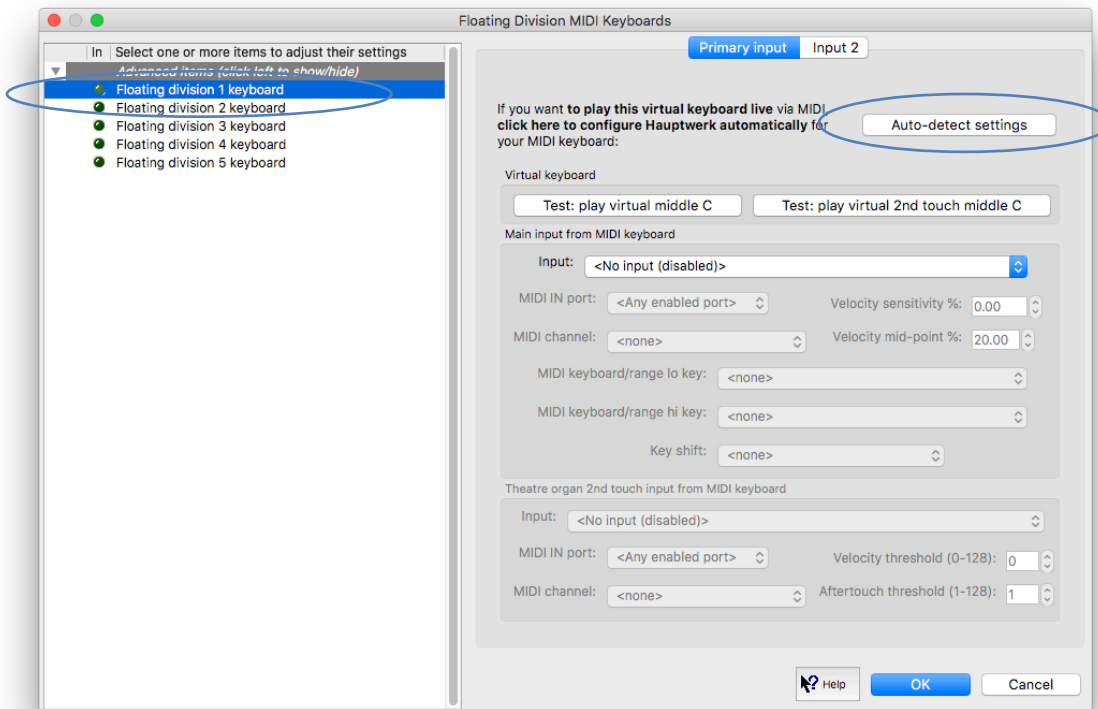 Floating Division MIDI Keyboards
In Select one or more items to adjust their settings
Advanced items (click left to show/hide)
Floating division 1 keyboard
Floating division 2 keyboard
Floating division 3 keyboard
Floating division 4 keyboard
Floating division 5 keyboard
Primary input Input 2
If you want to play this virtual keyboard live via MIDI,
click here to configure Hauptwerk automatically for
your MIDI keyboard:
Auto-detect settings
Virtual keyboard
Test: play virtual middle C Test: play virtual 2nd touch middle C
Main input from MIDI keyboard
Input: <No input (disabled)>
MIDI IN port: <Any enabled port> Velocity sensitivity %: 0.00
MIDI channel: <none> Velocity mid-point %: 20.00
MIDI keyboard/range lo key: <none>
MIDI keyboard/range hi key: <none>
Key shift: <none>
Theatre organ 2nd touch input from MIDI keyboard
Input: <No input (disabled)>
MIDI IN port: <Any enabled port> Velocity threshold (0-128): 0
MIDI channel: <none> Aftertouch threshold (1-128): 1
? Help OK Cancel